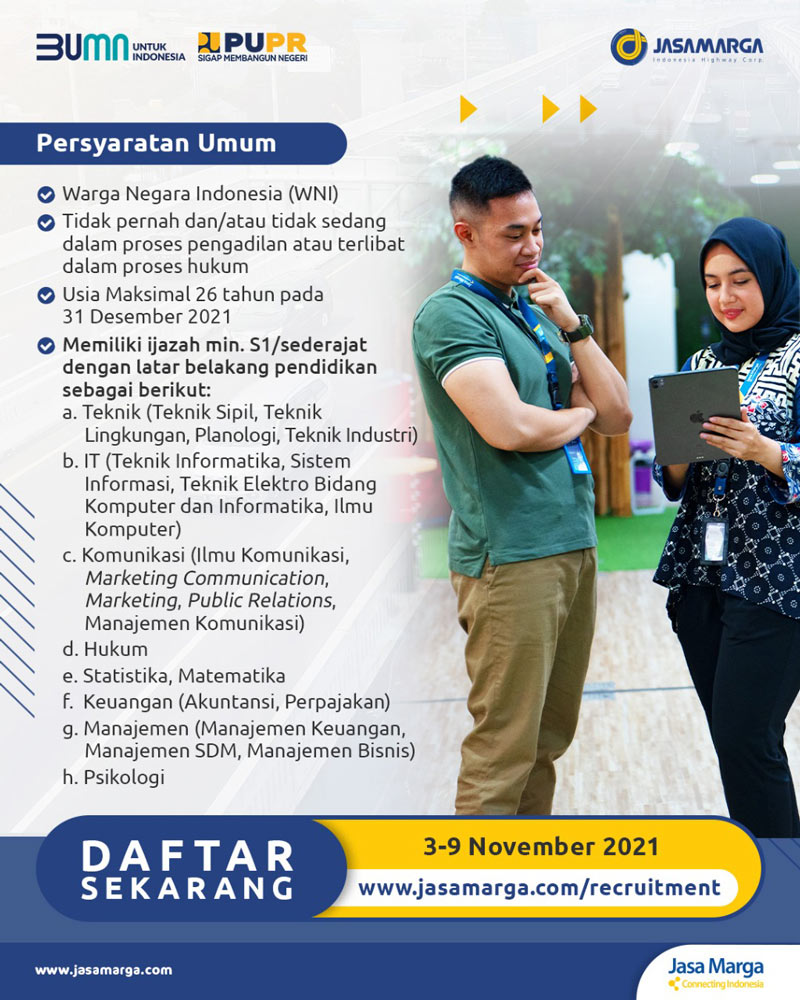 BUMN UNTUK INDONESIA
PUPR
SIGAP MEMBANGUN NEGERI
JASAMARGA
Indonesia Highway Corp.
Persyaratan Umum
Warga Negara Indonesia (WNI)
Tidak pernah dan/atau tidak sedang
dalam proses pengadilan atau terlibat
dalam proses hukum
Usia Maksimal 26 tahun pada
31 Desember 2021
Memiliki ijazah min. S1/sederajat
dengan latar belakang pendidikan
sebagai berikut:
a. Teknik (Teknik Sipil, Teknik
Lingkungan, Planologi, Teknik Industri)
b. IT (Teknik Informatika, Sistem
Informasi, Teknik Elektro Bidang
Komputer dan Informatika, Ilmu
Komputer)
c. Komunikasi (Ilmu Komunikasi,
Marketing Communication,
Marketing, Public Relations,
Manajemen Komunikasi)
d. Hukum
e. Statistika, Matematika
f. Keuangan (Akuntansi, Perpajakan)
g. Manajemen (Manajemen Keuangan,
Manajemen SDM, Manajemen Bisnis)
h. Psikologi
DAFTAR
SEKARANG
3-9 November 2021
www.jasamarga.com/recruitment
www.jasamarga.com
Jasa Marga
Connecting Indonesia